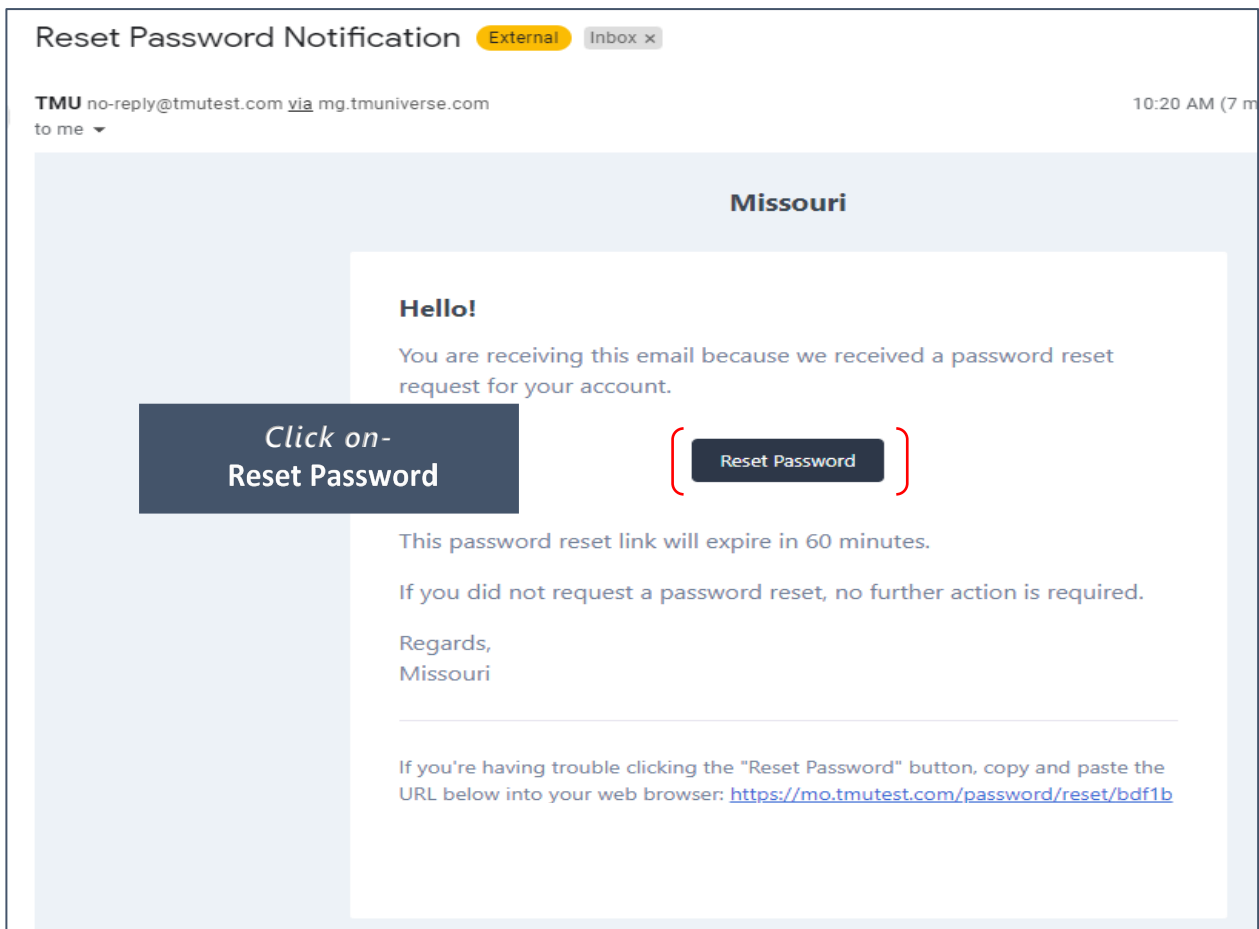 Reset Password Notification External Inbox x
TMU no-reply@tmutest.com via mg.tmuniverse.com 10:20 AM (7 m
to me
Missouri
Hello!
You are receiving this email because we received a password reset
request for your account.
Click on-
Reset Password
Reset Password
This password reset link will expire in 60 minutes.
If you did not request a password reset, no further action is required.
Regards,
Missouri
If you're having trouble clicking the "Reset Password" button, copy and paste the
URL below into your web browser: https://mo.tmutest.com/password/reset/bdf1b